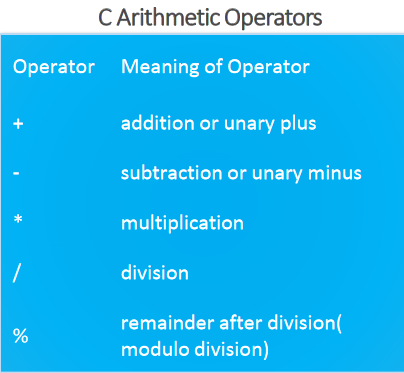 C Arithmetic Operators
Operator Meaning of Operator
+ addition or unary plus
- subtraction or unary minus
* multiplication
/ division
% remainder after division(
modulo division)